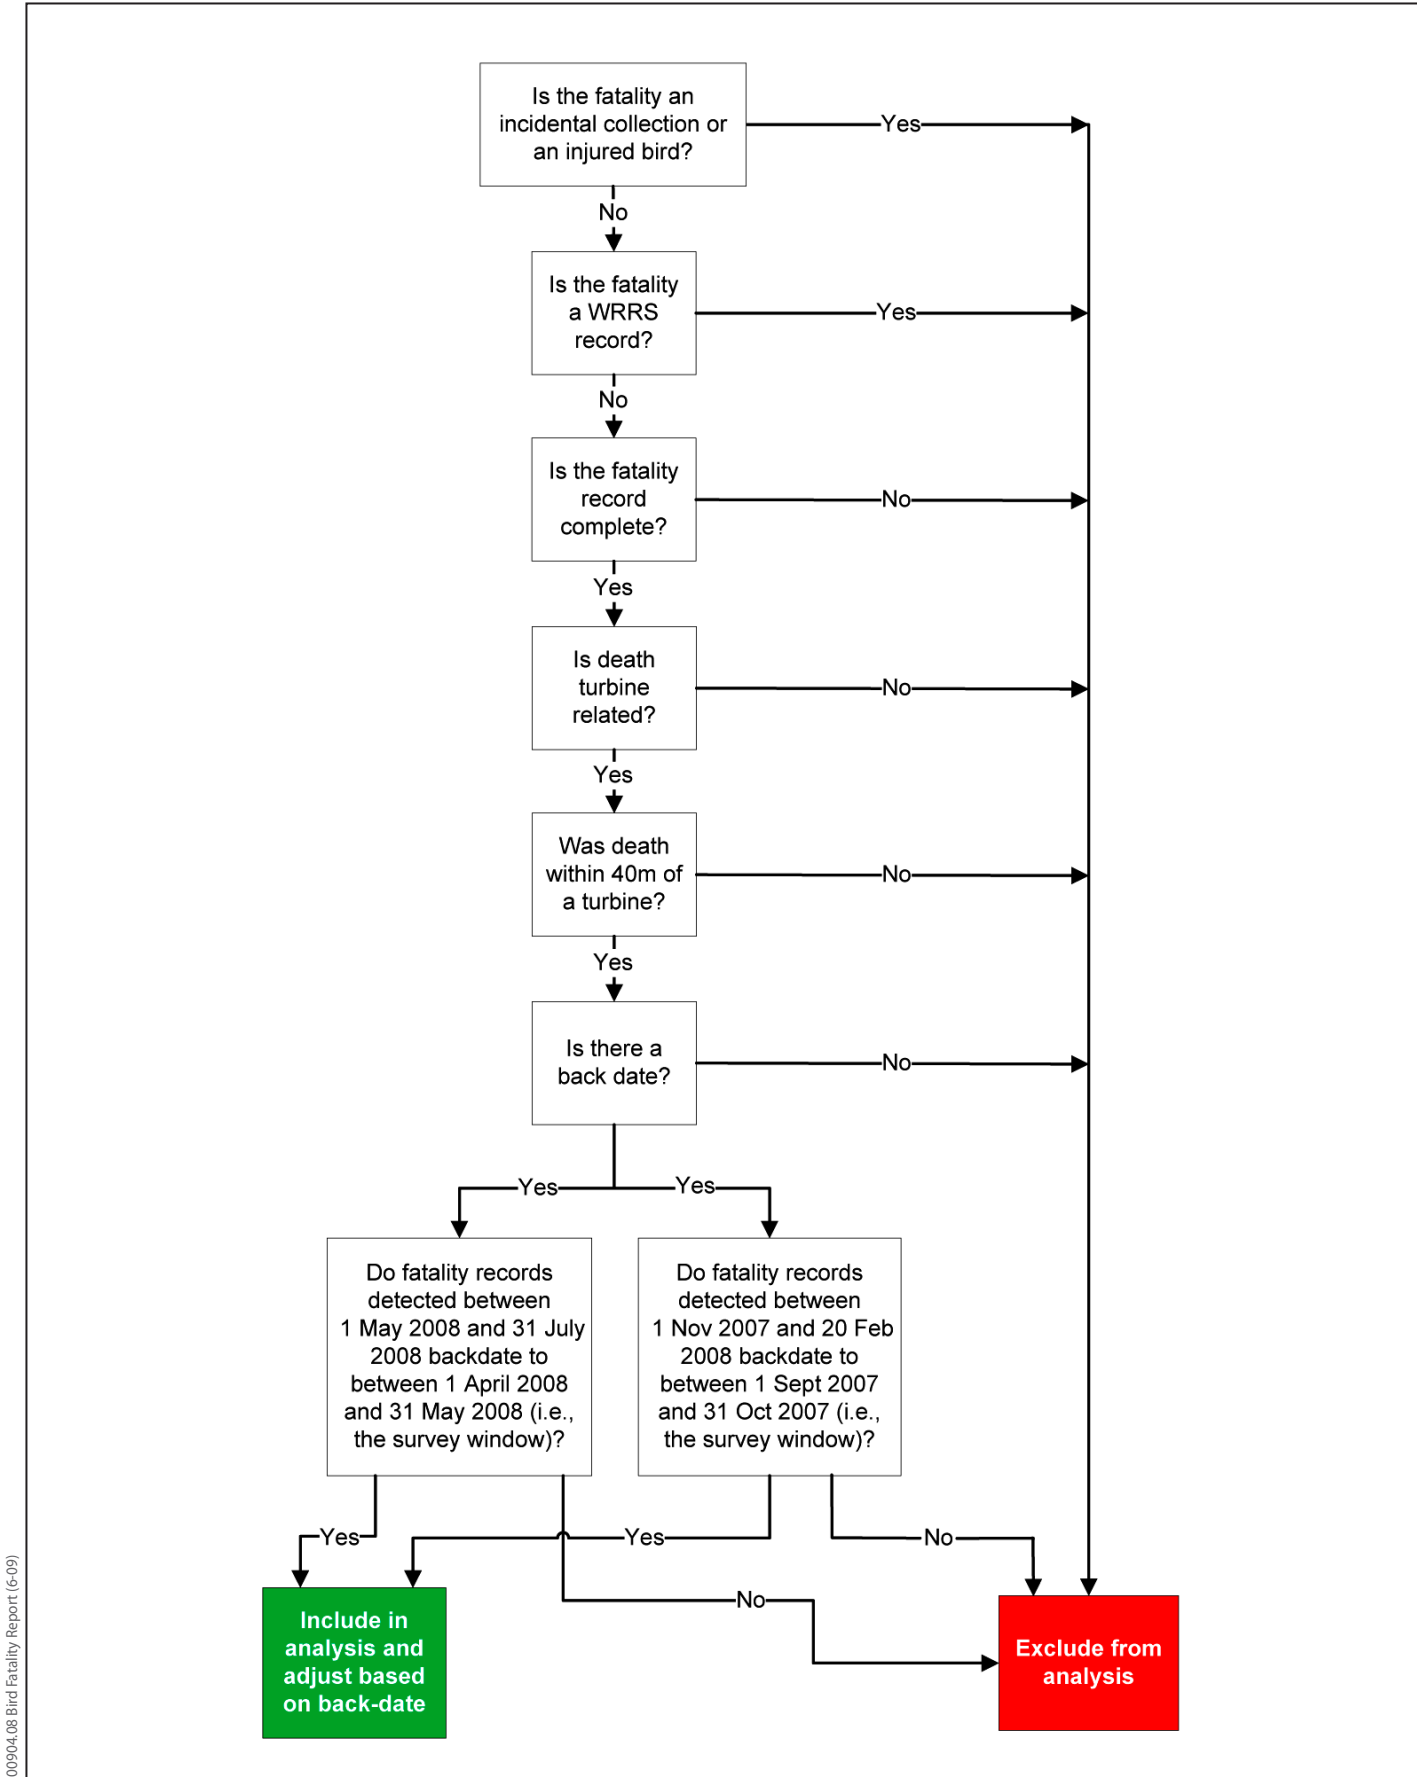 Is the fatality an
incidental collection or
an injured bird?
Yes
No
Is the fatality
a WRRS
record?
Yes
No
Is the fatality
record
complete?
No
Yes
Is death
turbine
related?
No
Yes
Was death
within 40m of
a turbine?
No
Yes
Is there a
back date?
No
Yes
Yes
Do fatality records
detected between
1 May 2008 and 31 July
2008 backdate to
between 1 April 2008
and 31 May 2008 (i.e.,
the survey window)?
Do fatality records
detected between
1 Nov 2007 and 20 Feb
2008 backdate to
between 1 Sept 2007
and 31 Oct 2007 (i.e.,
the survey window)?
Yes
Yes
No
No
Include in
analysis and
adjust based
on back-date
Exclude from
analysis
00904.08 Bird Fatality Report (6-09)